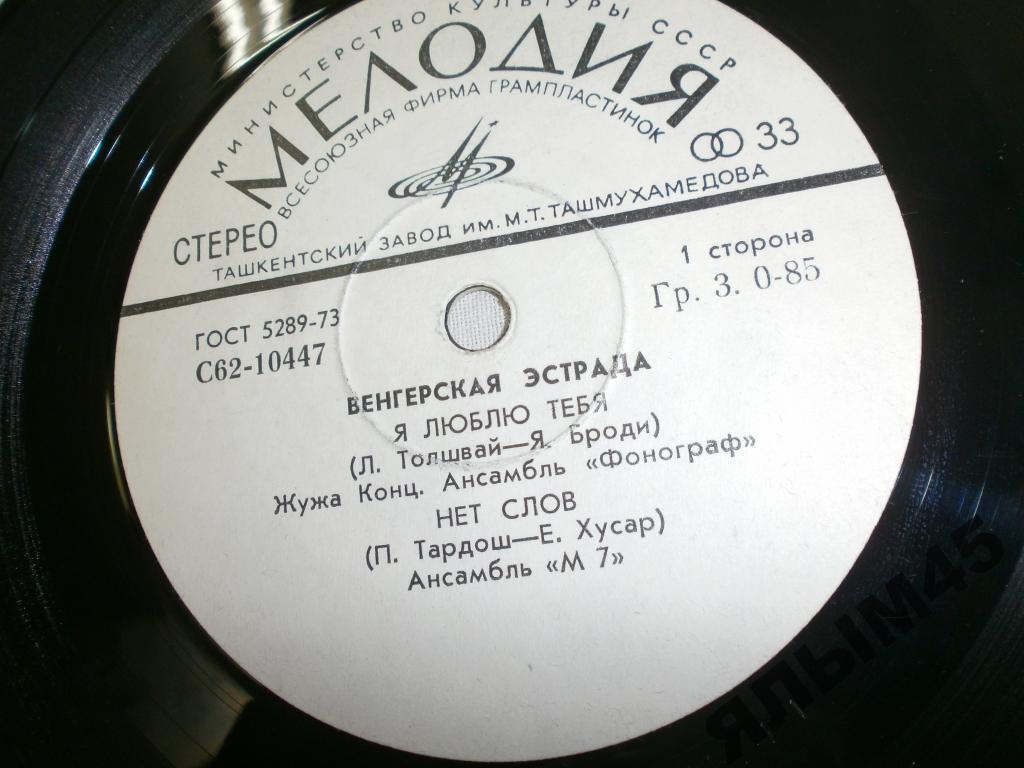 МИНИСТЕРСТВО КУЛЬТУРЫ СССР
МЕЛОДИЯ
ВСЕСОЮЗНАЯ ФИРМА ГРАМПЛАСТИНОК
СТЕРЕО
33
ТАШКЕНТСКИЙ ЗАВОД ИМ. М.Т. ТАШМУХАМЕДОВА
ГОСТ 5289-73
С62-10447
1 сторона
Гр. 3. 0-85
ВЕНГЕРСКАЯ ЭСТРАДА
Я ЛЮБЛЮ ТЕБЯ
(Л. Толшвай—Я. Броди)
Жужа Конц. Ансамбль «Фонограф»
НЕТ СЛОВ
(П. Тардош—Е. Хусар)
Ансамбль «М 7»
ЯЛЫМ45